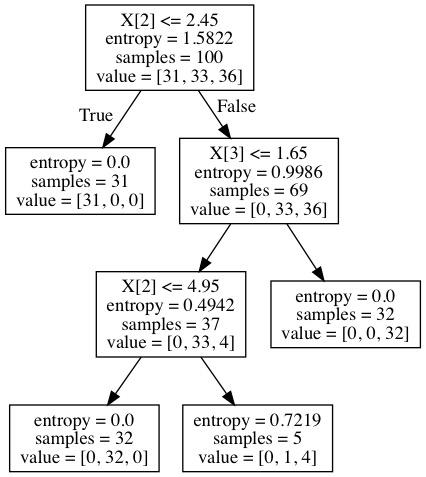 X[2] <= 2.45
entropy = 1.5822
samples = 100
value = [31, 33, 36]
True
False
entropy = 0.0
samples = 31
value = [31, 0, 0]
X[3] <= 1.65
entropy = 0.9986
samples = 69
value = [0, 33, 36]
X[2] <= 4.95
entropy = 0.4942
samples = 37
value = [0, 33, 4]
entropy = 0.0
samples = 32
value = [0, 0, 32]
entropy = 0.0
samples = 32
value = [0, 32, 0]
entropy = 0.7219
samples = 5
value = [0, 1, 4]